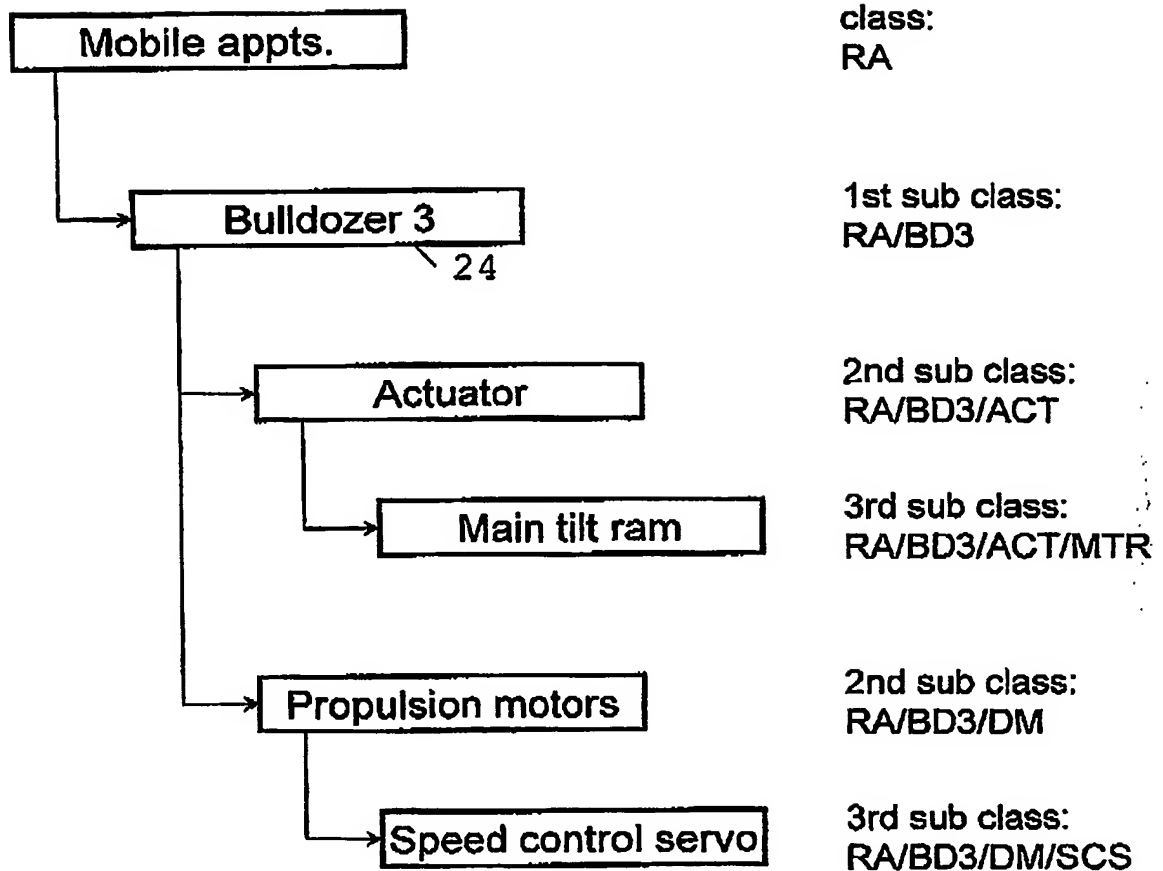 Mobile appts.
class:
RA
Bulldozer 3
24
1st sub class:
RA/BD3
Actuator
2nd sub class:
RA/BD3/ACT
Main tilt ram
3rd sub class:
RA/BD3/ACT/MTR
Propulsion motors
2nd sub class:
RA/BD3/DM
Speed control servo
3rd sub class:
RA/BD3/DM/SCS